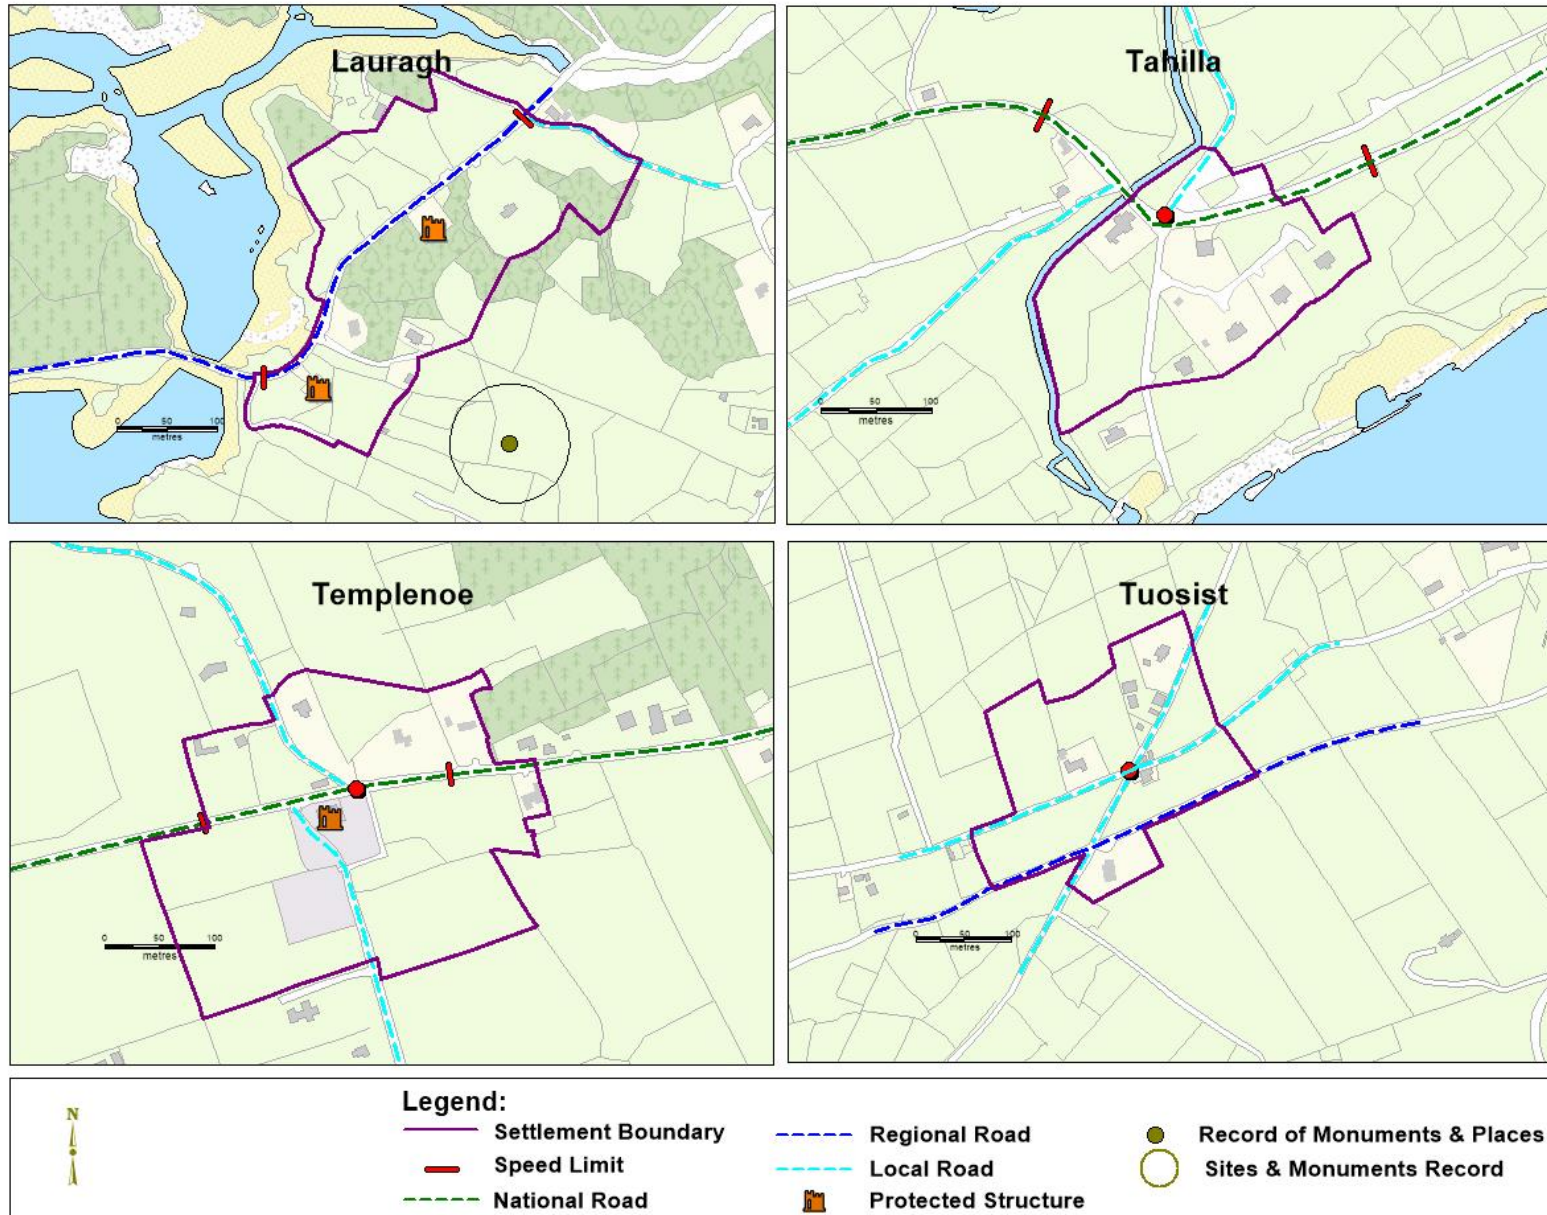 Lauragh
0 50 100
metres
Tahilla
0 50 100
metres
Templenoe
0 50 100
metres
Tuosist
0 50 100
metres
N
Legend:
Settlement Boundary
Speed Limit
National Road
Regional Road
Local Road
Protected Structure
Record of Monuments & Places
Sites & Monuments Record